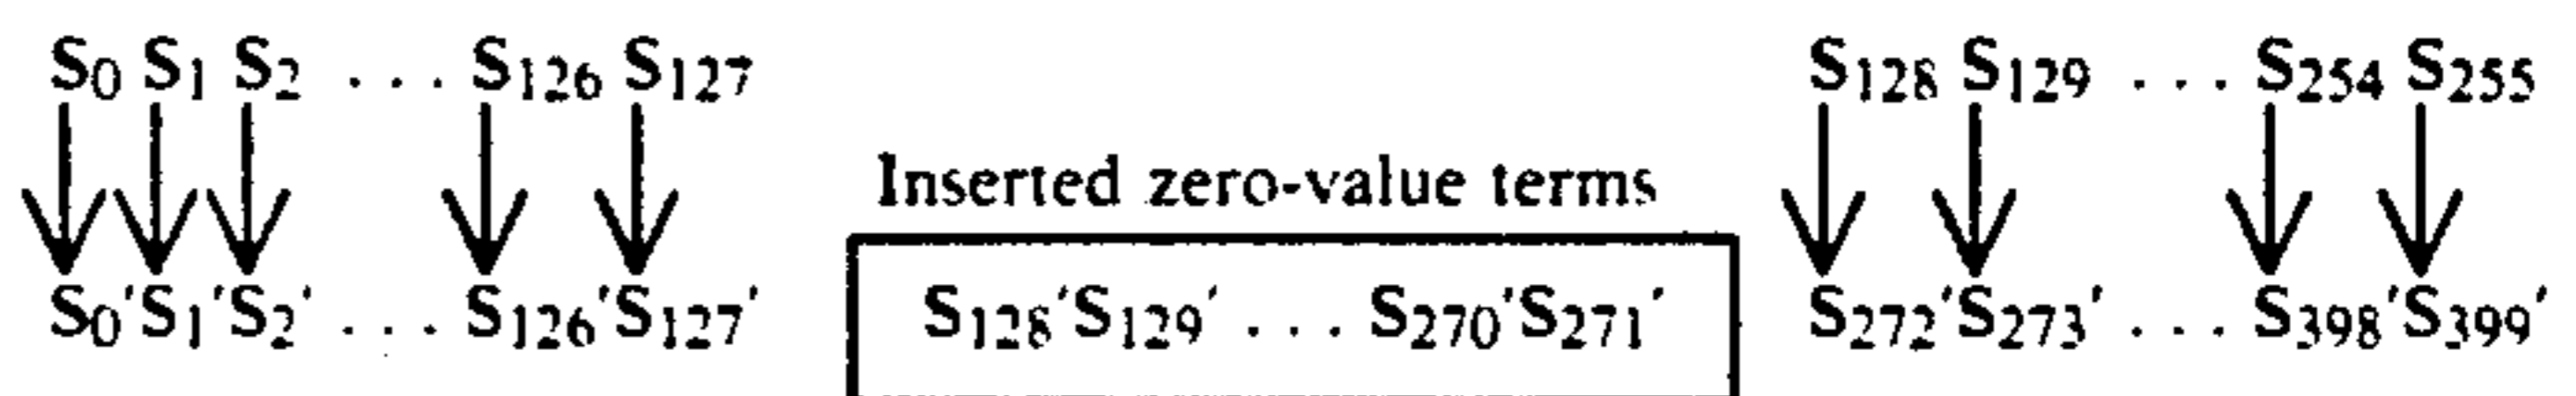 S0 S1 S2 ... S126 S127 S128 S129 ... S254 S255
Inserted zero-value terms
S0'S1'S2' ... S126'S127' S128'S129' ... S270'S271' S272'S273' ... S398'S399'